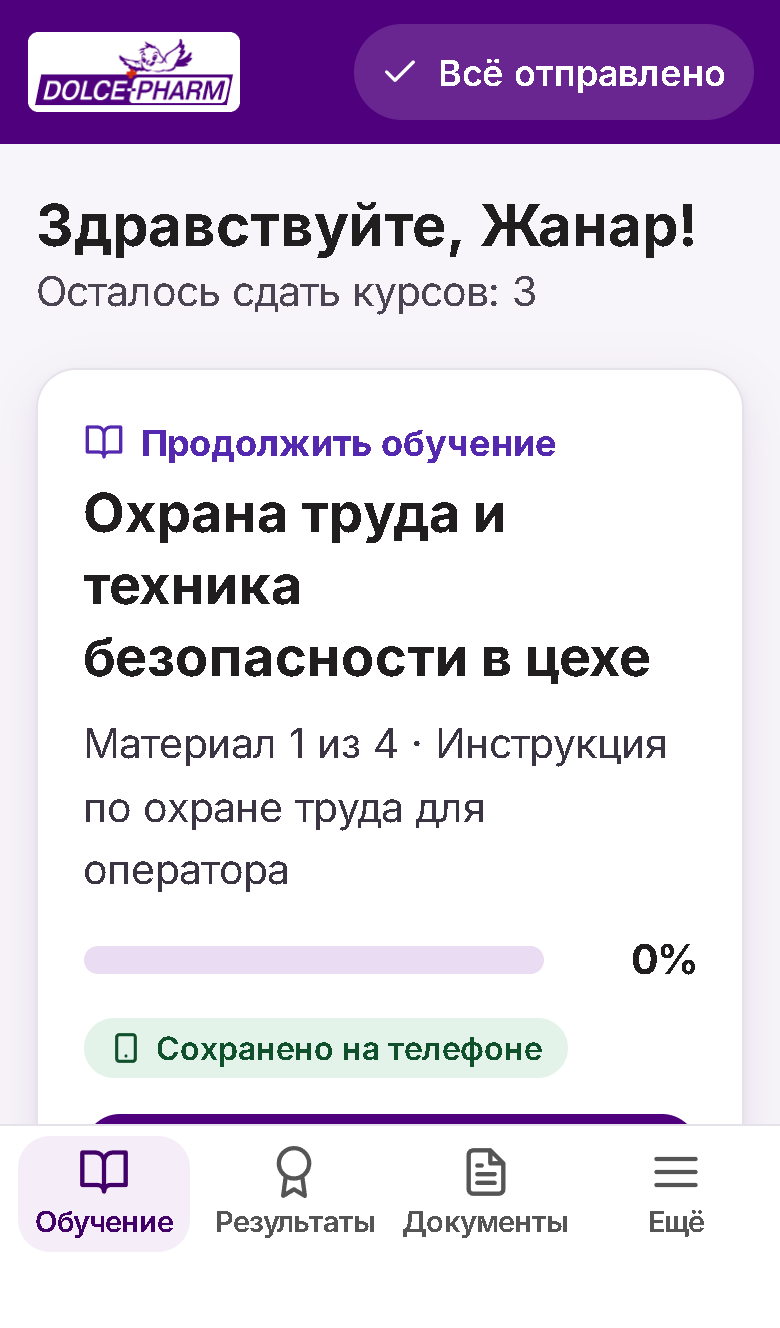 DOLCE-PHARM
Всё отправлено
Здравствуйте, Жанар!
Осталось сдать курсов: 3
Продолжить обучение
Охрана труда и
техника
безопасности в цехе
Материал 1 из 4 · Инструкция
по охране труда для
оператора
0%
Сохранено на телефоне
Обучение
Результаты
Документы
Ещё